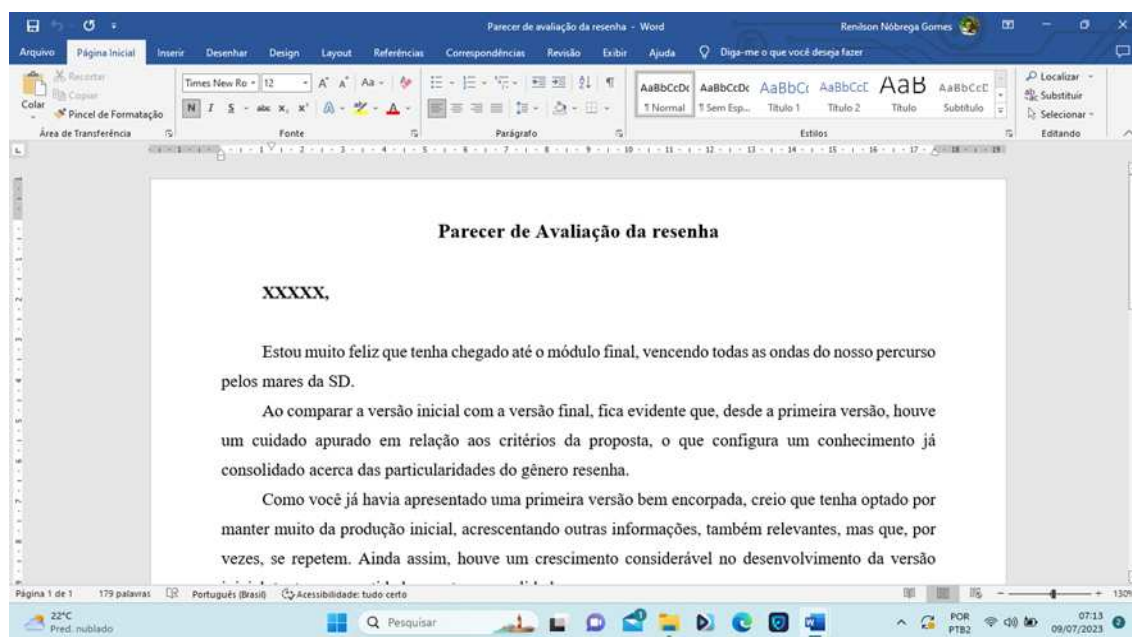 Parecer de avaliação da resenha - Word
Renilson Nóbrega Gomes
Arquivo Página Inicial Inserir Desenhar Design Layout Referências Correspondências Revisão Exibir Ajuda Diga-me o que você deseja fazer
Colar
Recortar
Copiar
Pincel de Formatação
Área de Transferência
Times New Ro 12
N I S abc x₂ x²
Fonte
Parágrafo
AaBbCcDc AaBbCcDc AaBbCc AaBbCcC AaB AaBbCcC
¶ Normal ¶ Sem Esp... Título 1 Título 2 Título Subtítulo
Estilos
Localizar
Substituir
Selecionar
Editando
Parecer de Avaliação da resenha
XXXXX,
Estou muito feliz que tenha chegado até o módulo final, vencendo todas as ondas do nosso percurso
pelos mares da SD.
Ao comparar a versão inicial com a versão final, fica evidente que, desde a primeira versão, houve
um cuidado apurado em relação aos critérios da proposta, o que configura um conhecimento já
consolidado acerca das particularidades do gênero resenha.
Como você já havia apresentado uma primeira versão bem encorpada, creio que tenha optado por
manter muito da produção inicial, acrescentando outras informações, também relevantes, mas que, por
vezes, se repetem. Ainda assim, houve um crescimento considerável no desenvolvimento da versão
Página 1 de 1 179 palavras Português (Brasil) Acessibilidade: tudo certo 130%
22°C
Pred. nublado
Pesquisar
POR
PTB2
07:13
09/07/2023